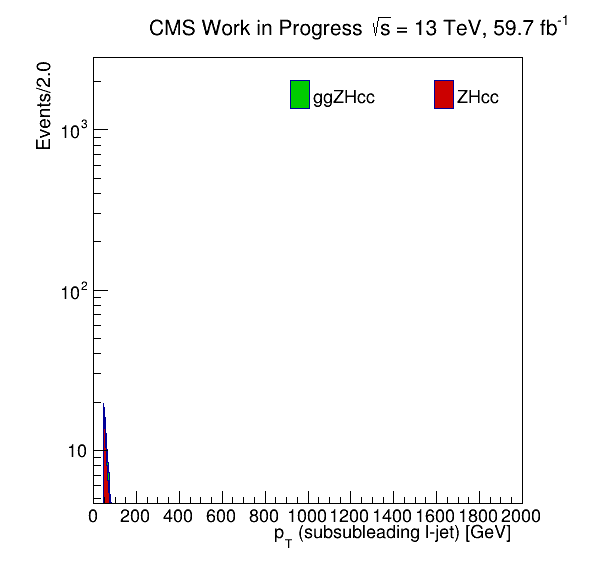 CMS Work in Progress √s = 13 TeV, 59.7 fb⁻¹
Events/2.0
ggZHcc ZHcc
10³
10²
10
0 200 400 600 800 1000 1200 1400 1600 1800 2000
p_T (subsubleading l-jet) [GeV]